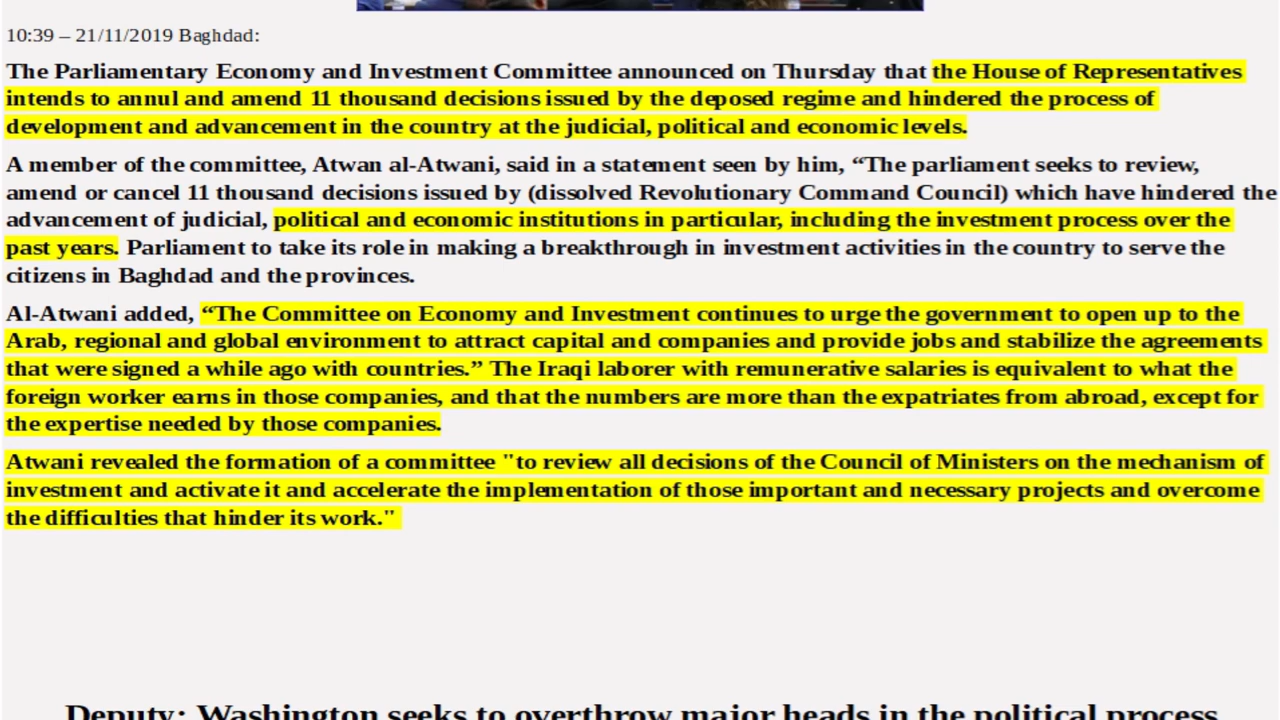 10:39 – 21/11/2019 Baghdad:
The Parliamentary Economy and Investment Committee announced on Thursday that the House of Representatives
intends to annul and amend 11 thousand decisions issued by the deposed regime and hindered the process of
development and advancement in the country at the judicial, political and economic levels.
A member of the committee, Atwan al-Atwani, said in a statement seen by him, “The parliament seeks to review,
amend or cancel 11 thousand decisions issued by (dissolved Revolutionary Command Council) which have hindered the
advancement of judicial, political and economic institutions in particular, including the investment process over the
past years. Parliament to take its role in making a breakthrough in investment activities in the country to serve the
citizens in Baghdad and the provinces.
Al-Atwani added, “The Committee on Economy and Investment continues to urge the government to open up to the
Arab, regional and global environment to attract capital and companies and provide jobs and stabilize the agreements
that were signed a while ago with countries.” The Iraqi laborer with remunerative salaries is equivalent to what the
foreign worker earns in those companies, and that the numbers are more than the expatriates from abroad, except for
the expertise needed by those companies.
Atwani revealed the formation of a committee "to review all decisions of the Council of Ministers on the mechanism of
investment and activate it and accelerate the implementation of those important and necessary projects and overcome
the difficulties that hinder its work."
Deputy: Washington seeks to overthrow major heads in the political process